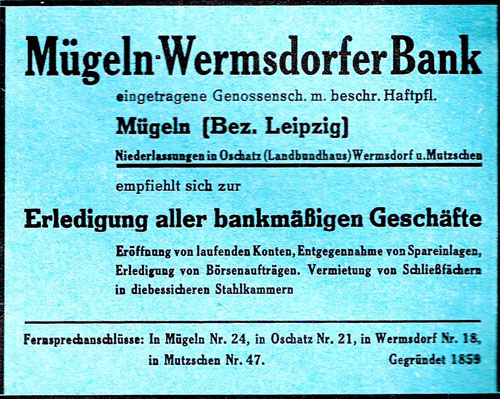 Mügeln-Wermsdorfer Bank
eingetragene Genossensch. m. beschr. Haftpfl.
Mügeln (Bez. Leipzig)
Niederlassungen in Oschatz (Landbundhaus) Wermsdorf u. Mutzschen
empfiehlt sich zur
Erledigung aller bankmäßigen Geschäfte
Eröffnung von laufenden Konten, Entgegennahme von Spareinlagen,
Erledigung von Börsenaufträgen. Vermietung von Schließfächern
in diebessicheren Stahlkammern
Fernsprechanschlüsse: In Mügeln Nr. 24, in Oschatz Nr. 21, in Wermsdorf Nr. 18,
in Mutzschen Nr. 47. Gegründet 1859